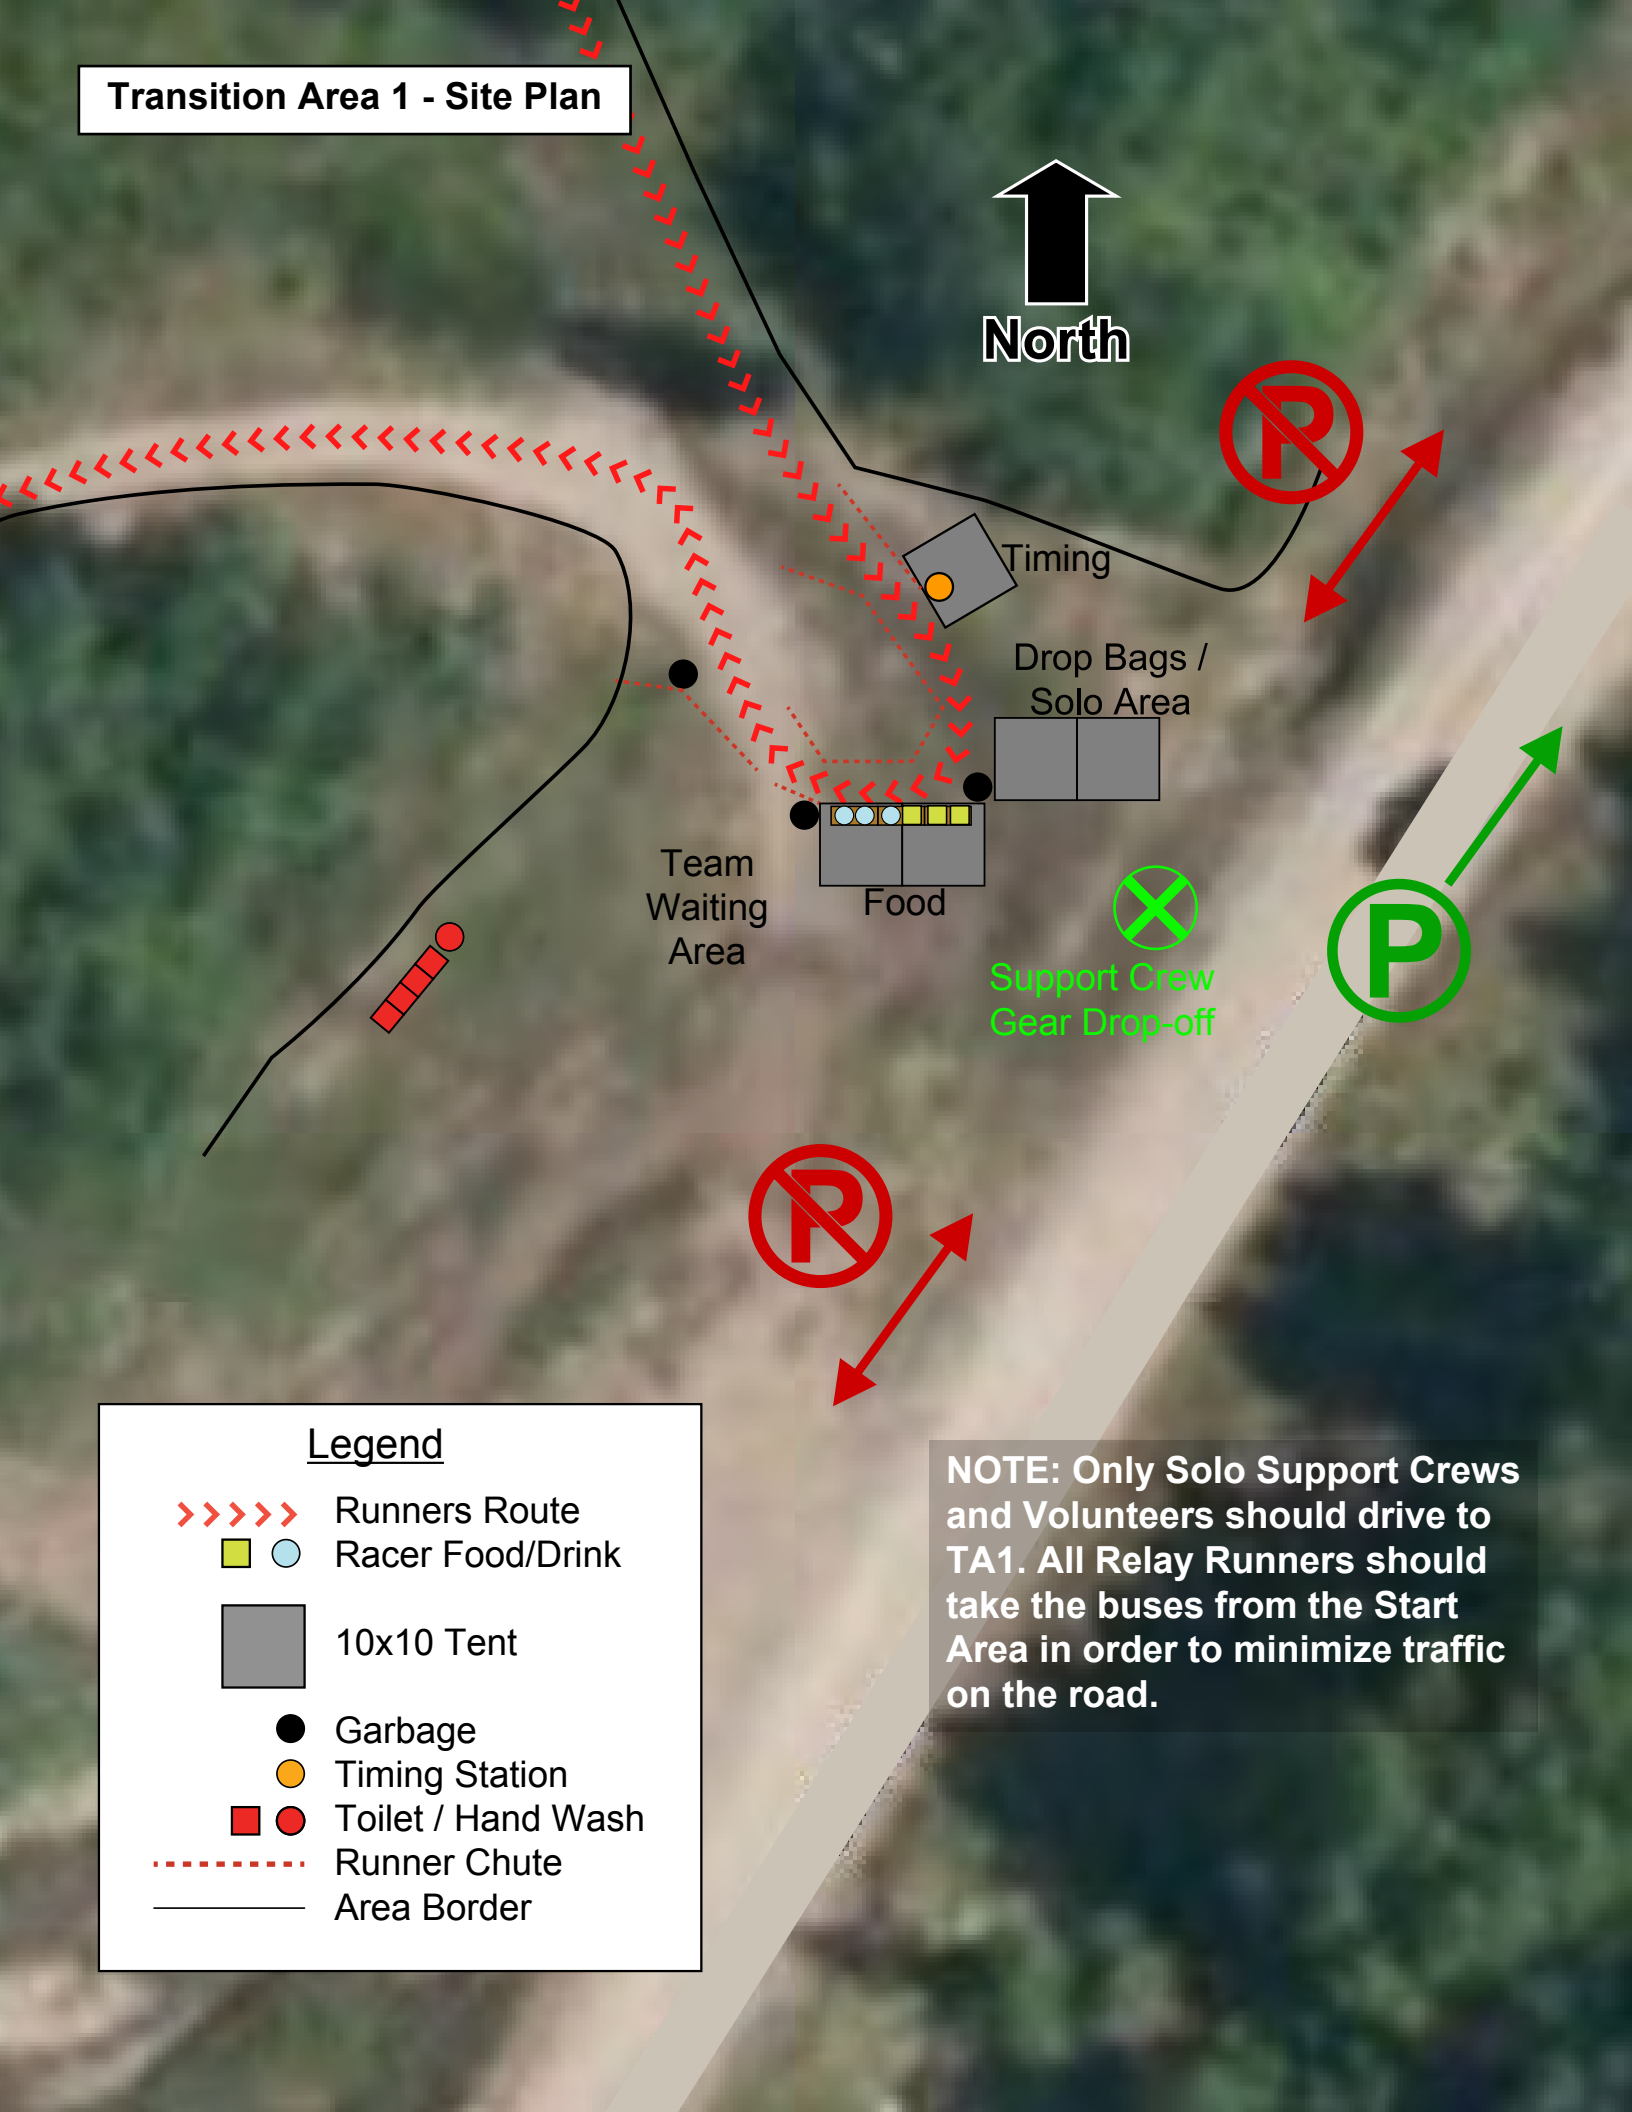 Transition Area 1 - Site Plan
North
P
Timing
Drop Bags /
Solo Area
Team
Waiting
Area
Food
Support Crew
Gear Drop-off
P
P
Legend
Runners Route
Racer Food/Drink
10x10 Tent
Garbage
Timing Station
Toilet / Hand Wash
Runner Chute
Area Border
NOTE: Only Solo Support Crews
and Volunteers should drive to
TA1. All Relay Runners should
take the buses from the Start
Area in order to minimize traffic
on the road.